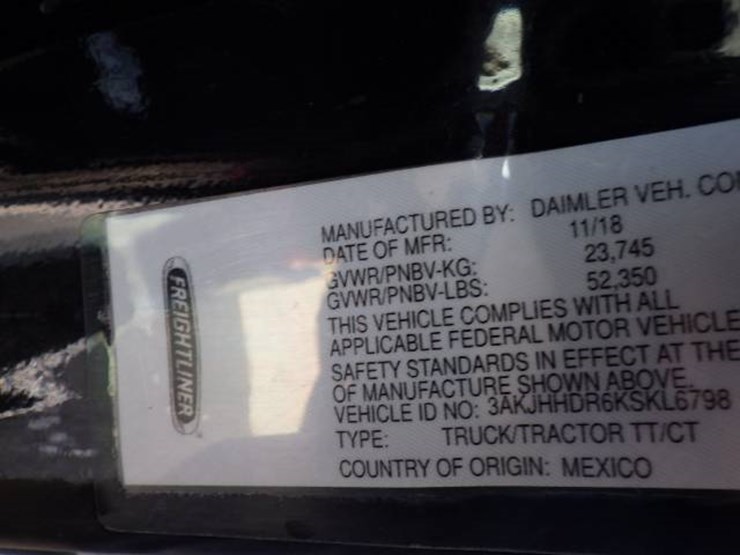 FREIGHTLINER
MANUFACTURED BY: DAIMLER VEH. CO
DATE OF MFR: 11/18
GVWR/PNBV-KG: 23,745
GVWR/PNBV-LBS: 52,350
THIS VEHICLE COMPLIES WITH ALL
APPLICABLE FEDERAL MOTOR VEHICLE
SAFETY STANDARDS IN EFFECT AT THE
OF MANUFACTURE SHOWN ABOVE.
VEHICLE ID NO: 3AKJHHDR6KSKL6798
TYPE: TRUCK/TRACTOR TT/CT
COUNTRY OF ORIGIN: MEXICO